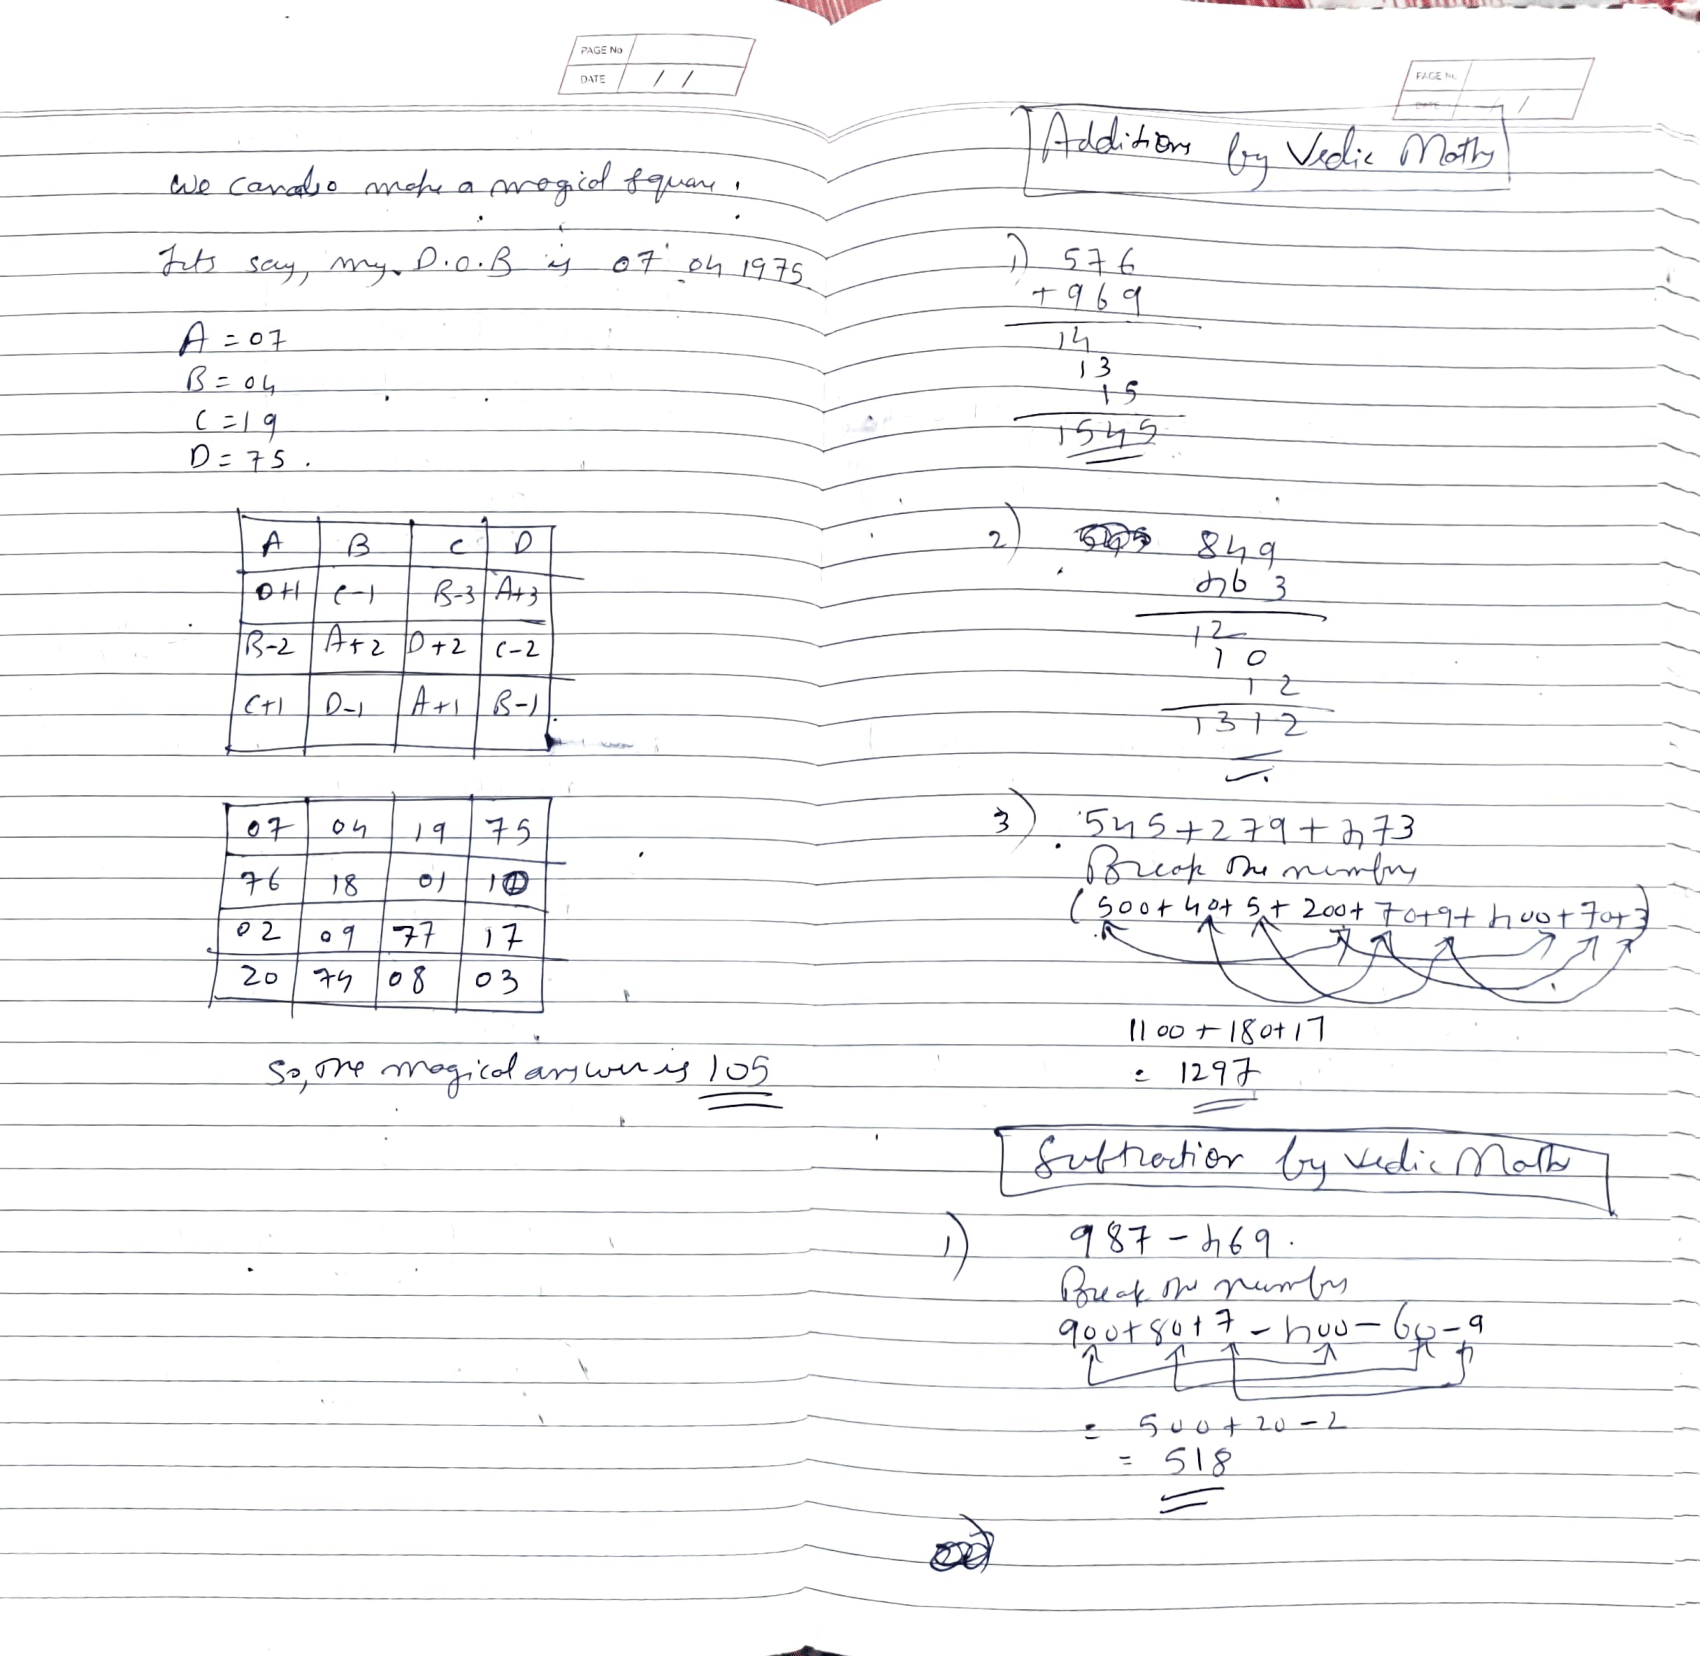 PAGE No
DATE / /
We can also make a magical square.
Lets say, my D.O.B is 07 04 1975
A = 07
B = 04
C = 19
D = 75.
A B C D
D+1 C-1 B-3 A+3
B-2 A+2 D+2 C-2
C+1 D-1 A+1 B-1
07 04 19 75
76 18 01 10
02 09 77 17
20 74 08 03
So, the magical answer is 105
PAGE No
DATE / /
Addition by Vedic Maths
1) 576
+ 969
14
13
15
1545
2) 849
463
12
10
12
1312
3) 545+279+473
Break the numbers
(500+40+5+200+70+9+400+70+3)
1100+180+17
= 1297
Subtraction by Vedic Maths
1) 987-469.
Break the numbers
900+80+7-400-60-9
= 500+20-2
= 518